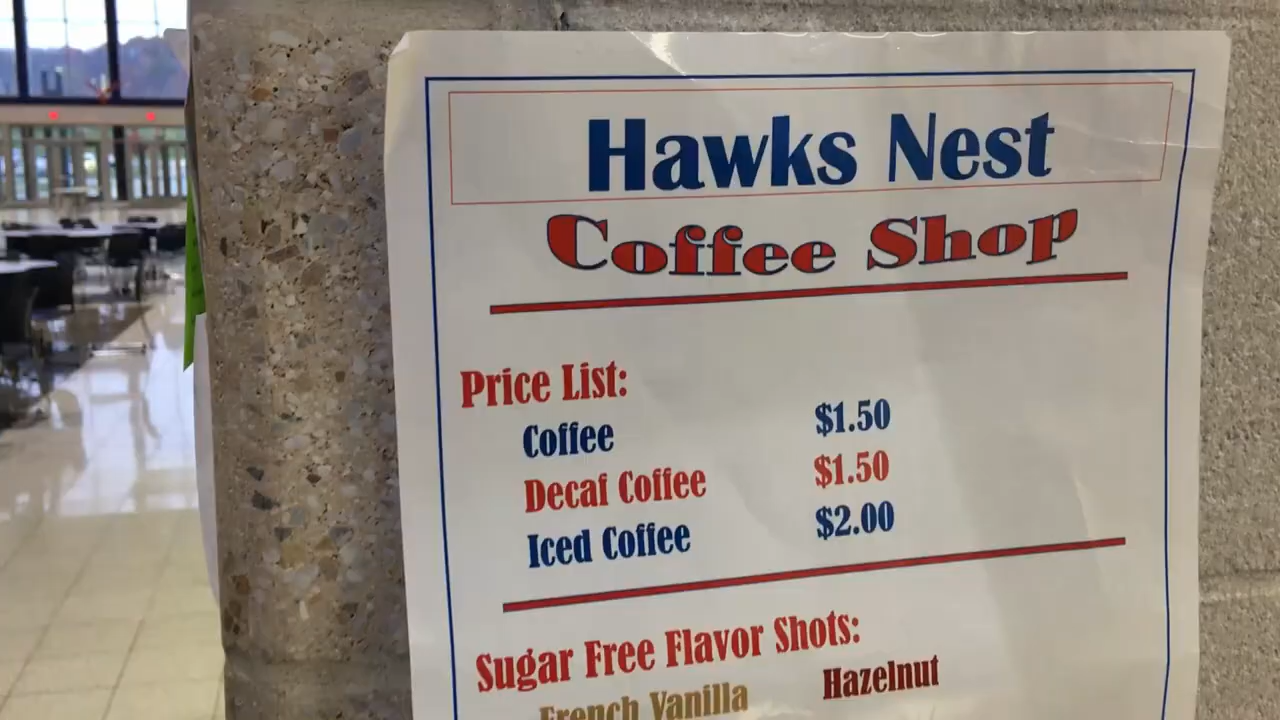 Hawks Nest
Coffee Shop
Price List:
Coffee $1.50
Decaf Coffee $1.50
Iced Coffee $2.00
Sugar Free Flavor Shots:
French Vanilla Hazelnut